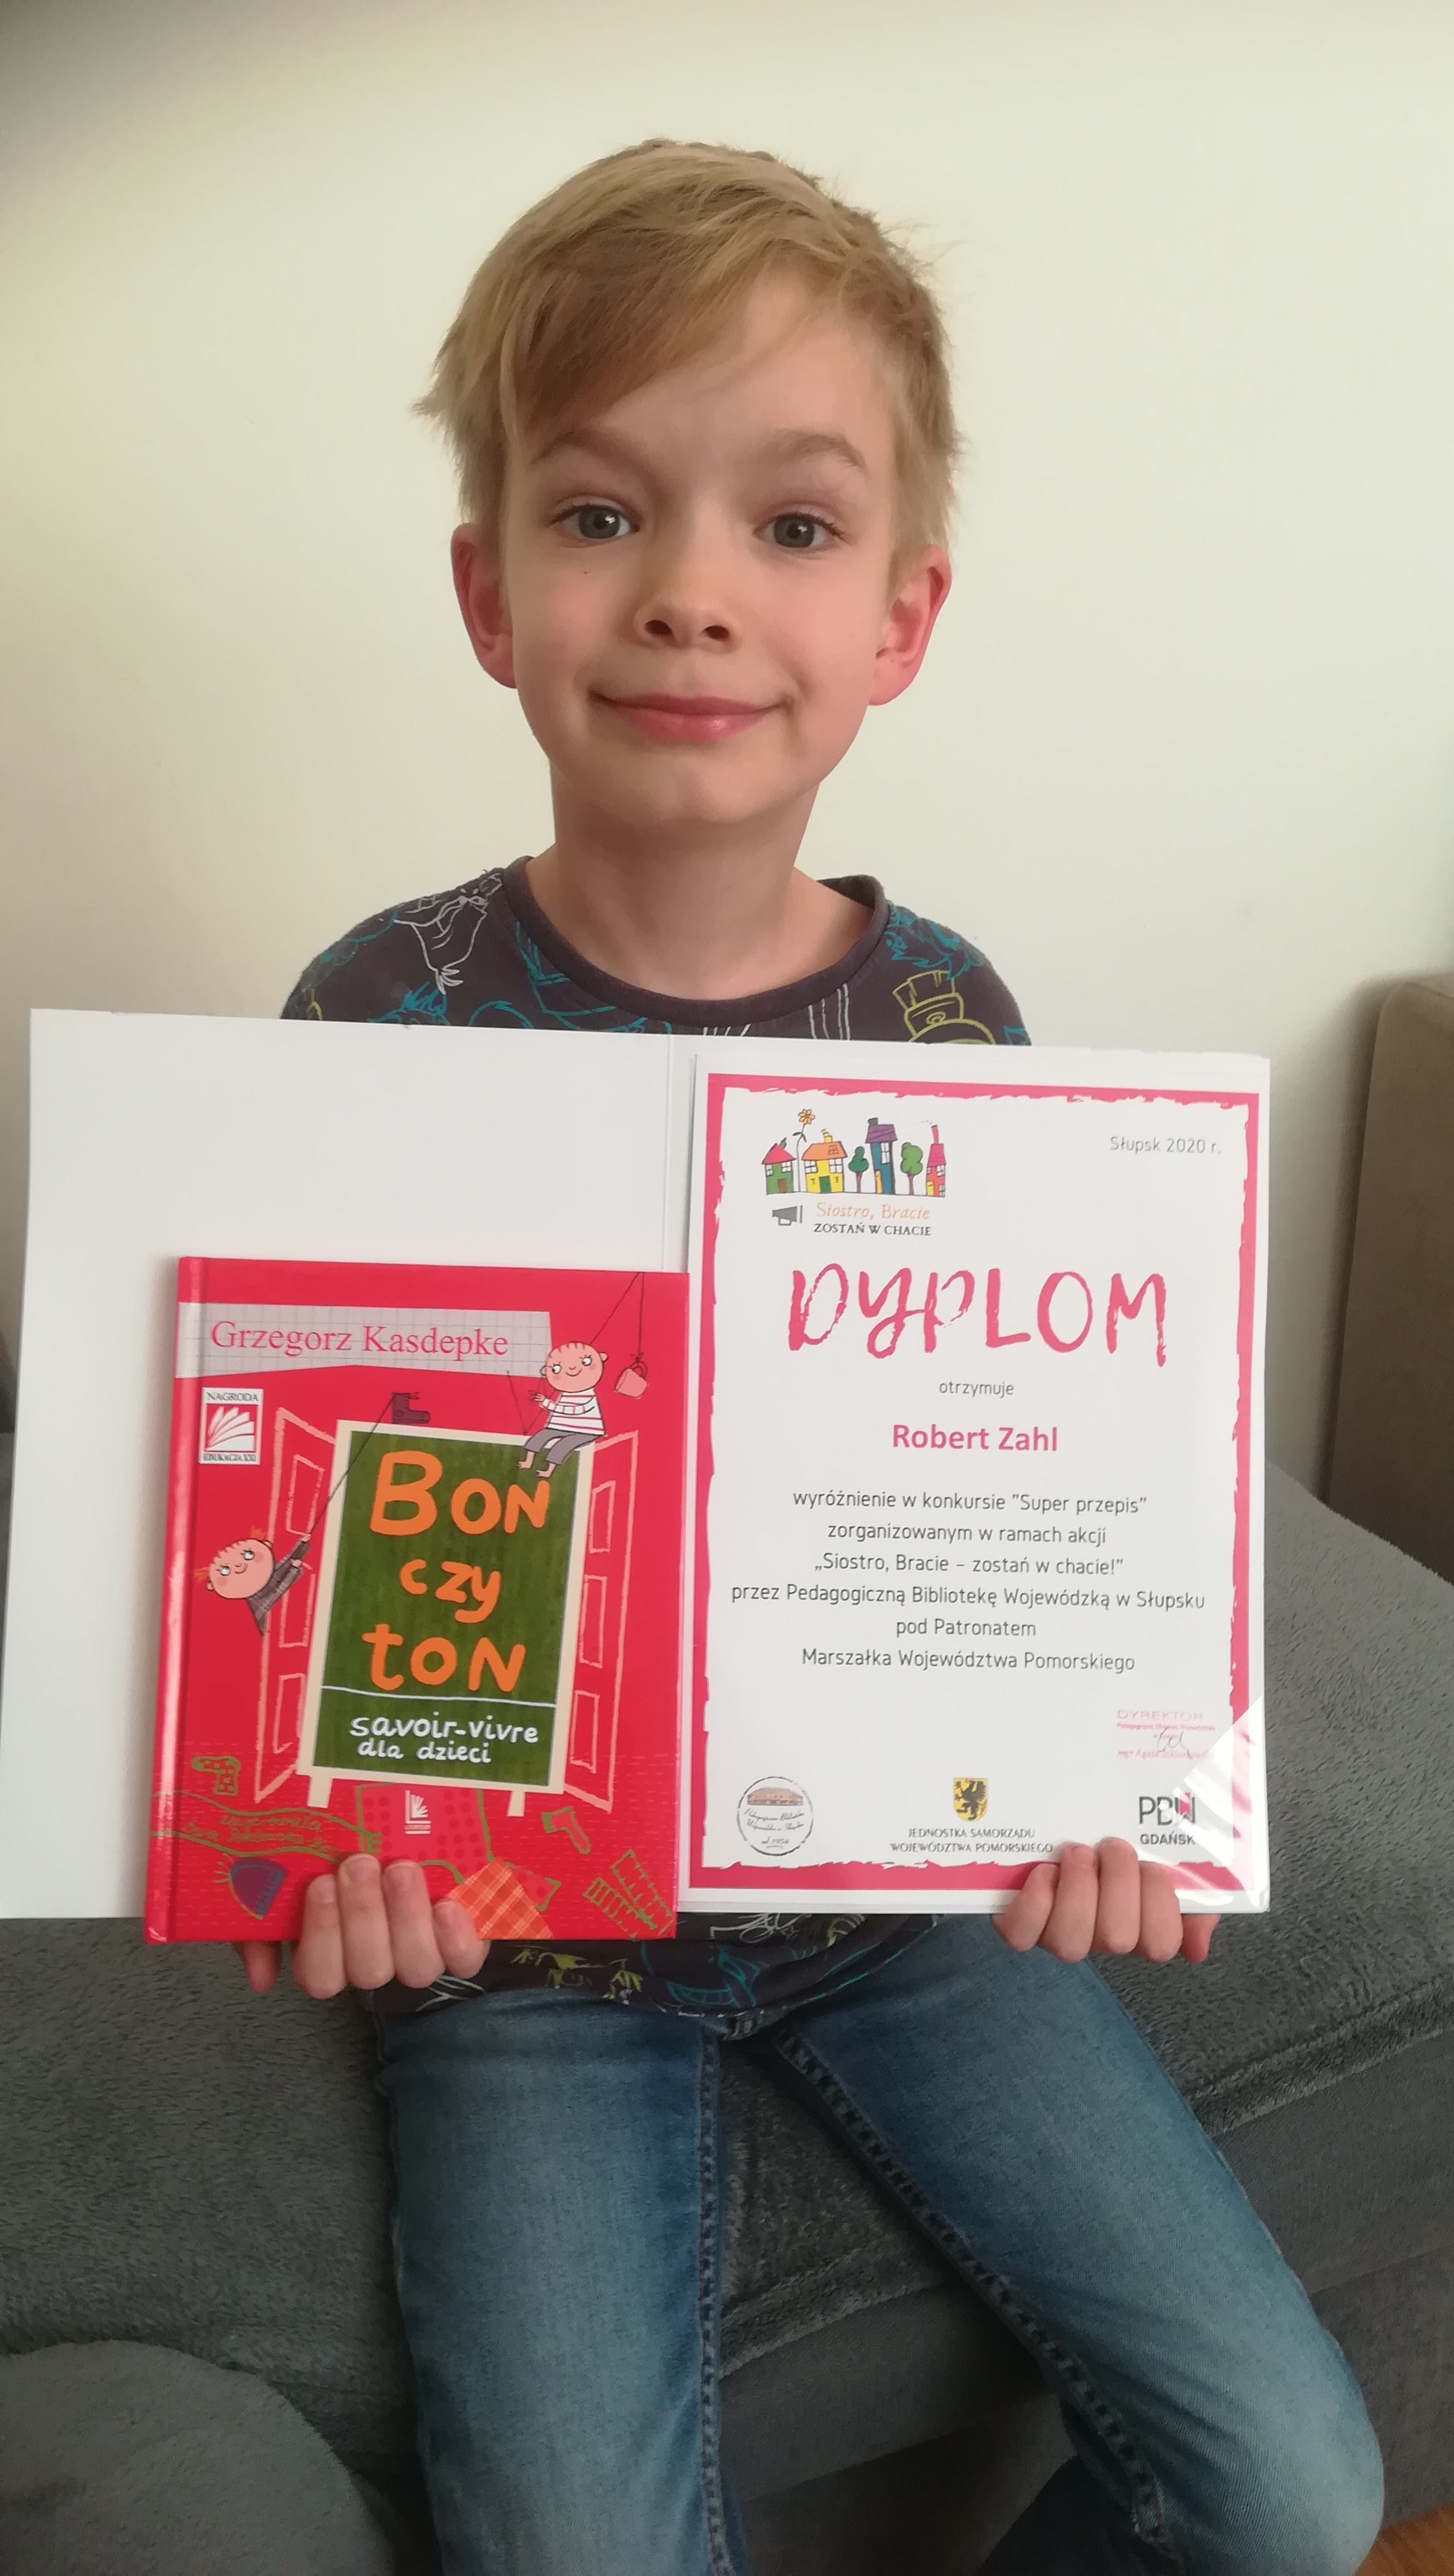 Grzegorz Kasdepke
NAGRODA
EDUKACJA XXI
BON
czy
toN
savoir-vivre
dla dzieci
Słupsk 2020 r.
Siostro, Bracie
ZOSTAŃ W CHACIE
DYPLOM
otrzymuje
Robert Zahl
wyróżnienie w konkursie "Super przepis"
zorganizowanym w ramach akcji
„Siostro, Bracie – zostań w chacie!”
przez Pedagogiczną Bibliotekę Wojewódzką w Słupsku
pod Patronatem
Marszałka Województwa Pomorskiego
DYREKTOR
JEDNOSTKA SAMORZĄDU
WOJEWÓDZTWA POMORSKIEGO
PBW
GDAŃSK